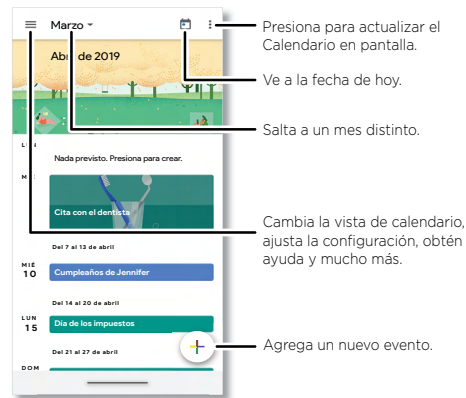 Marzo
Abril de 2019
Nada previsto. Presiona para crear.
Cita con el dentista
Del 7 al 13 de abril
MIÉ
10
Cumpleaños de Jennifer
Del 14 al 20 de abril
LUN
15
Día de los impuestos
Del 21 al 27 de abril
DOM
Presiona para actualizar el
Calendario en pantalla.
Ve a la fecha de hoy.
Salta a un mes distinto.
Cambia la vista de calendario,
ajusta la configuración, obtén
ayuda y mucho más.
Agrega un nuevo evento.